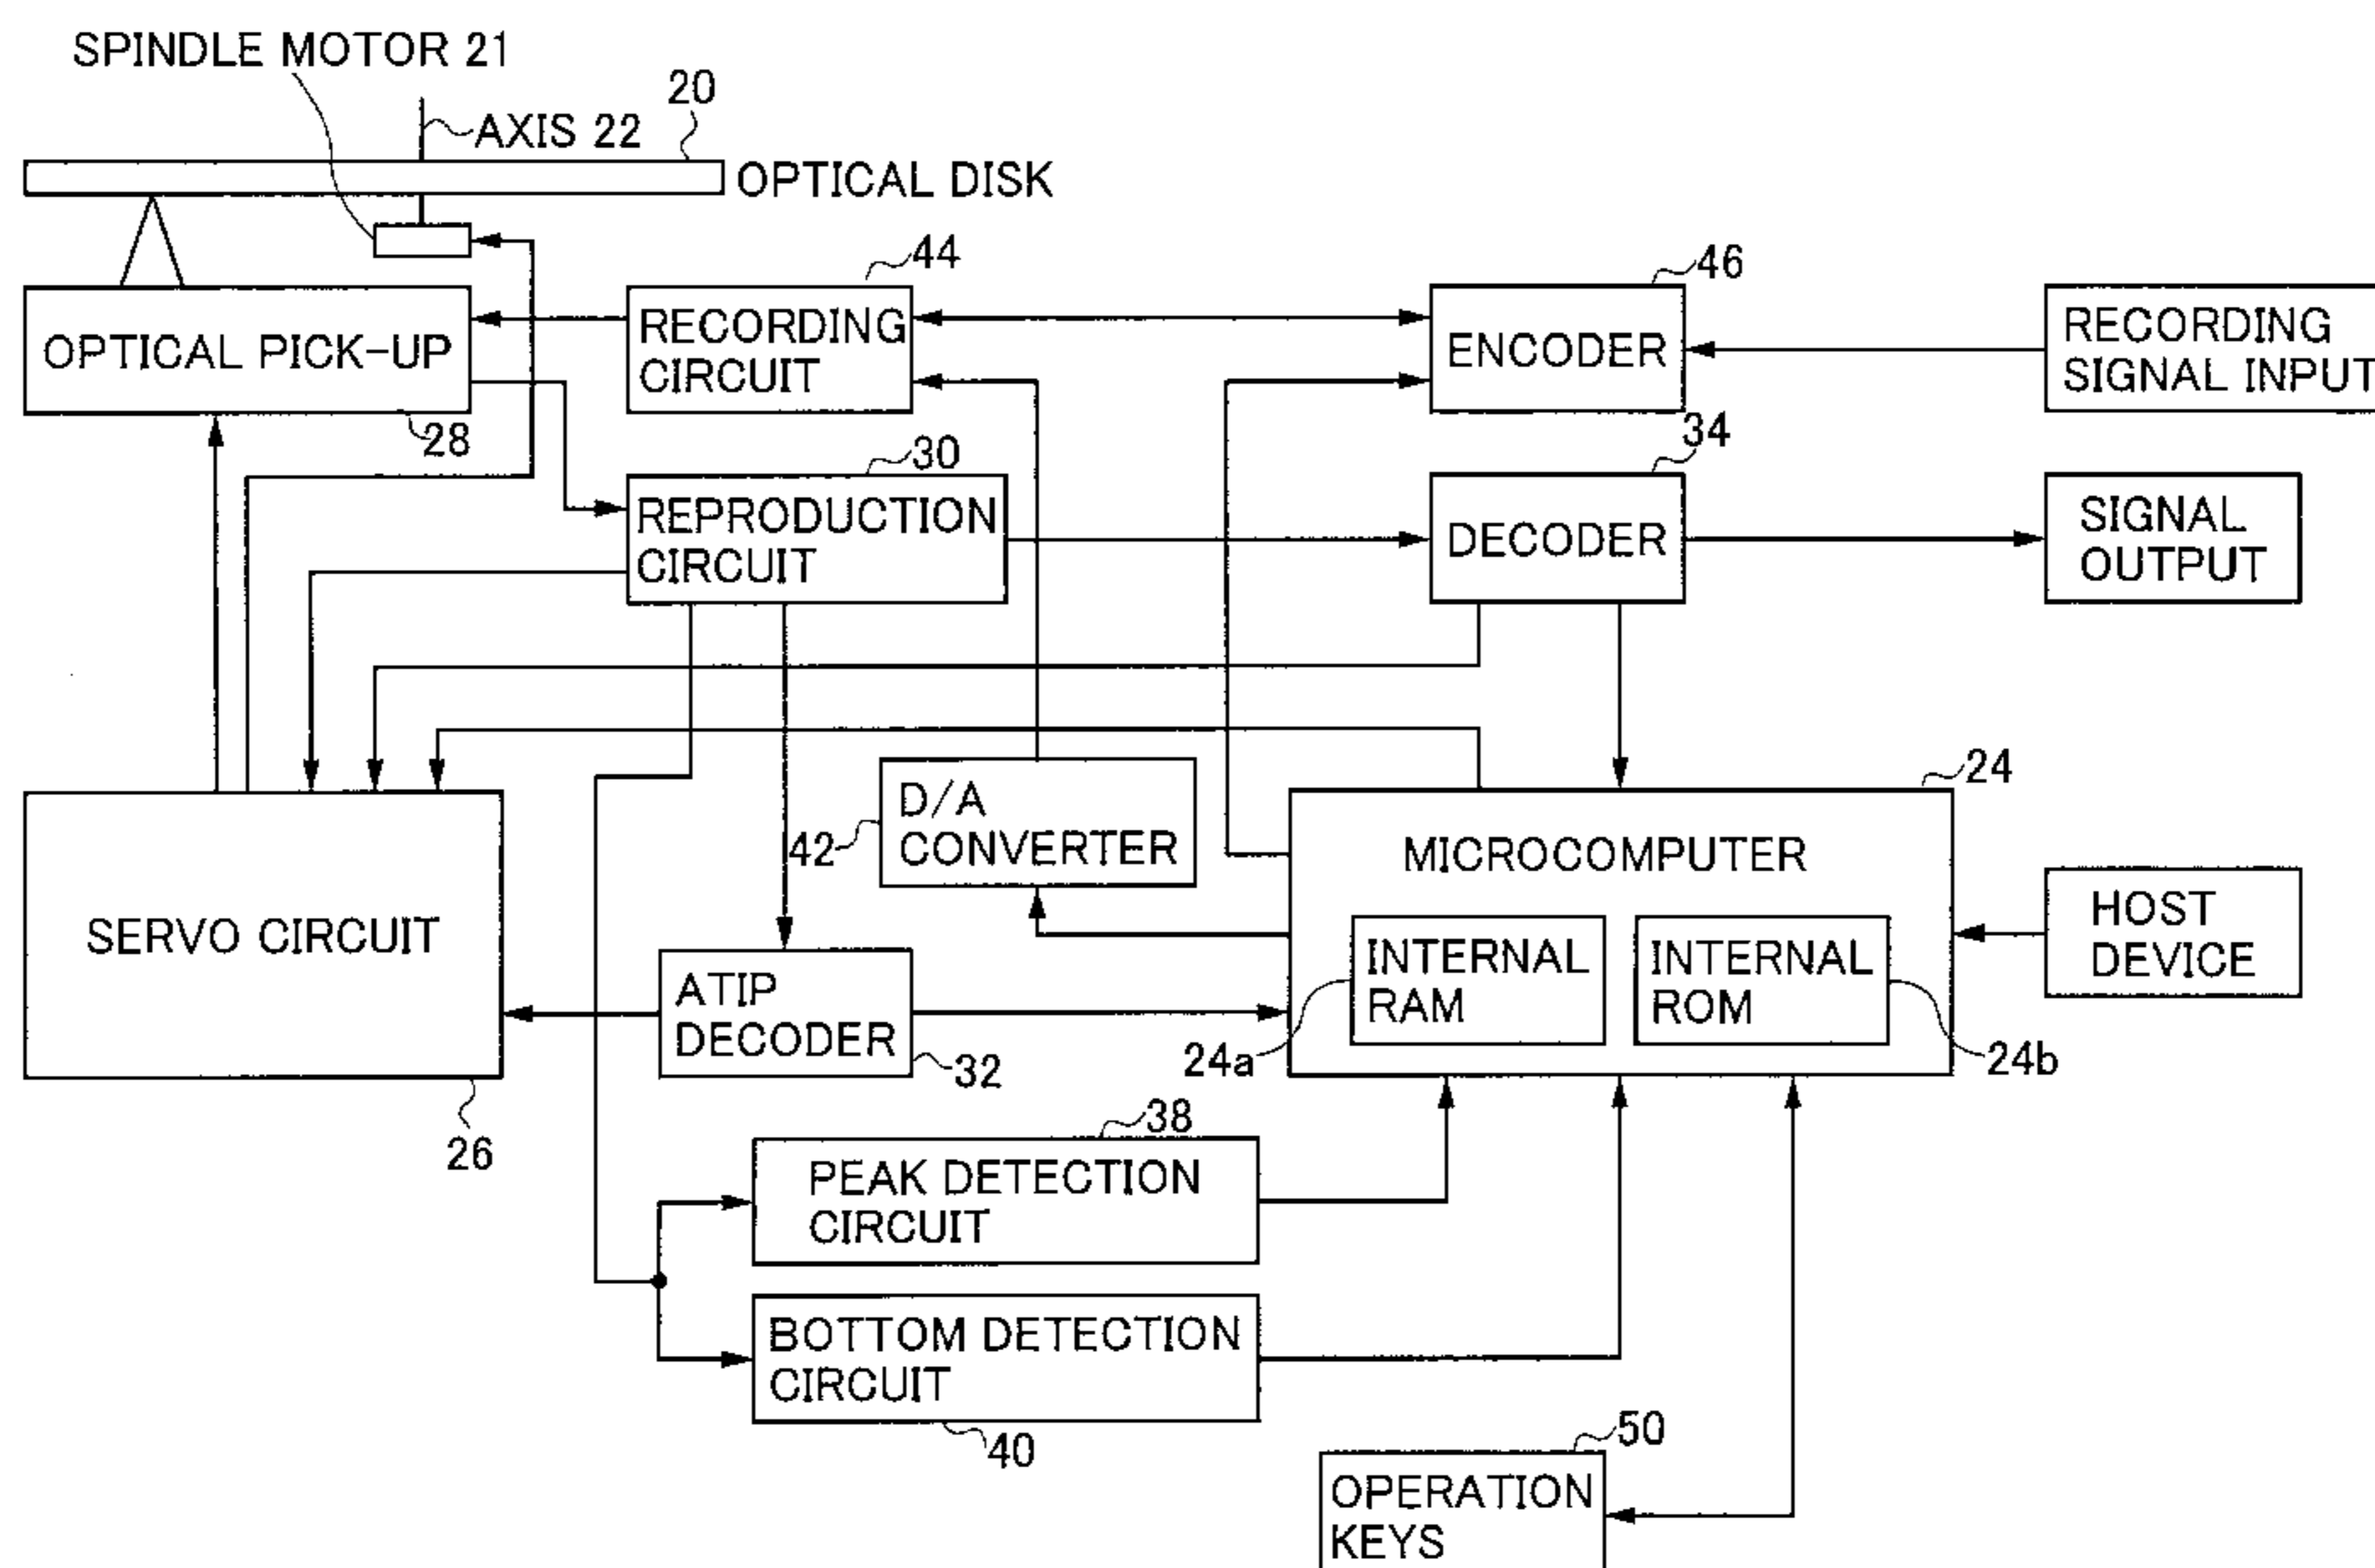 SPINDLE MOTOR 21
20
AXIS 22
OPTICAL DISK
44
46
RECORDING
CIRCUIT
ENCODER
RECORDING
SIGNAL INPUT
OPTICAL PICK-UP
28
30
34
REPRODUCTION
CIRCUIT
DECODER
SIGNAL
OUTPUT
24
D/A
CONVERTER
42
MICROCOMPUTER
HOST
DEVICE
SERVO CIRCUIT
INTERNAL
RAM
INTERNAL
ROM
ATIP
DECODER
32
24a
24b
26
38
PEAK DETECTION
CIRCUIT
BOTTOM DETECTION
CIRCUIT
40
50
OPERATION
KEYS